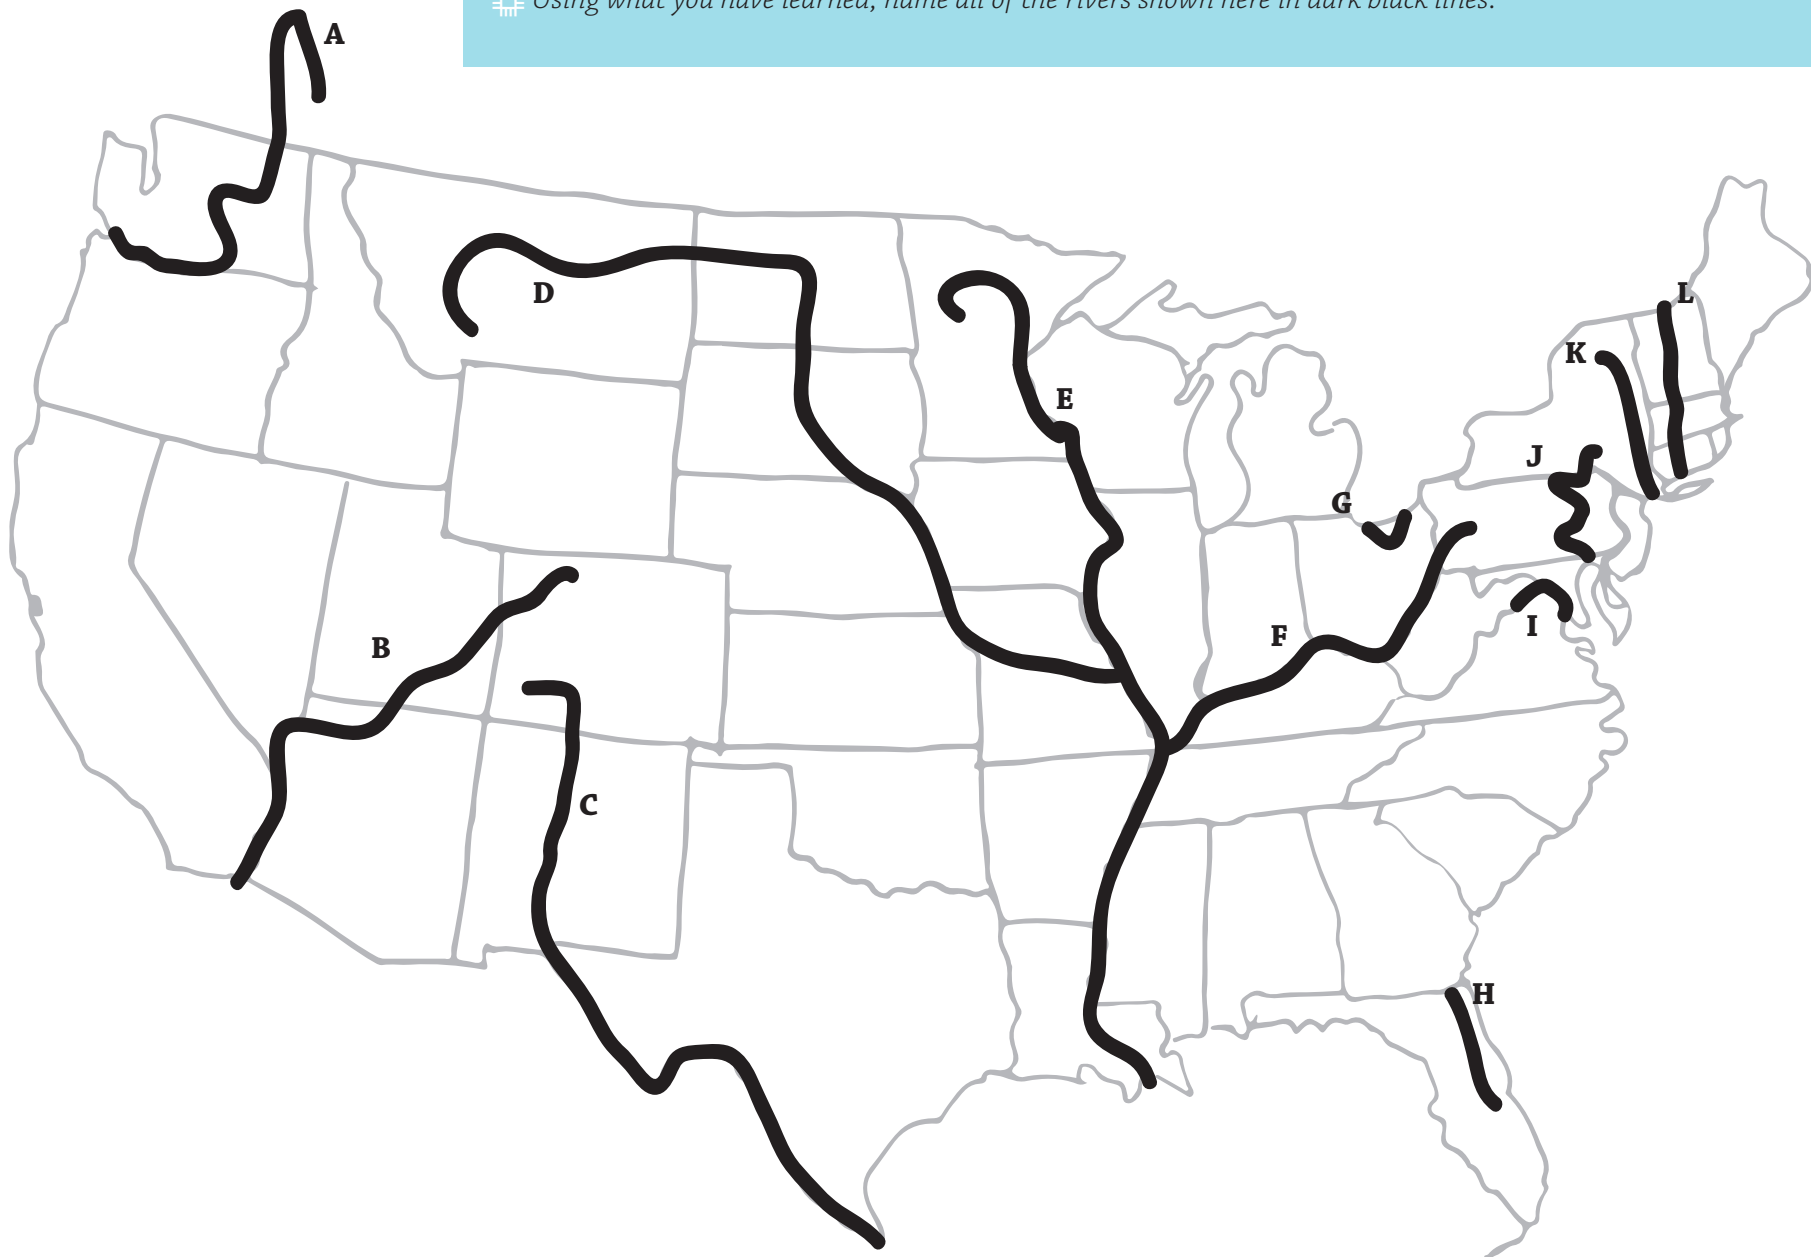 Using what you have learned, name all of the rivers shown here in dark black lines.
A
L
D
K
E
J
G
I
F
B
C
H